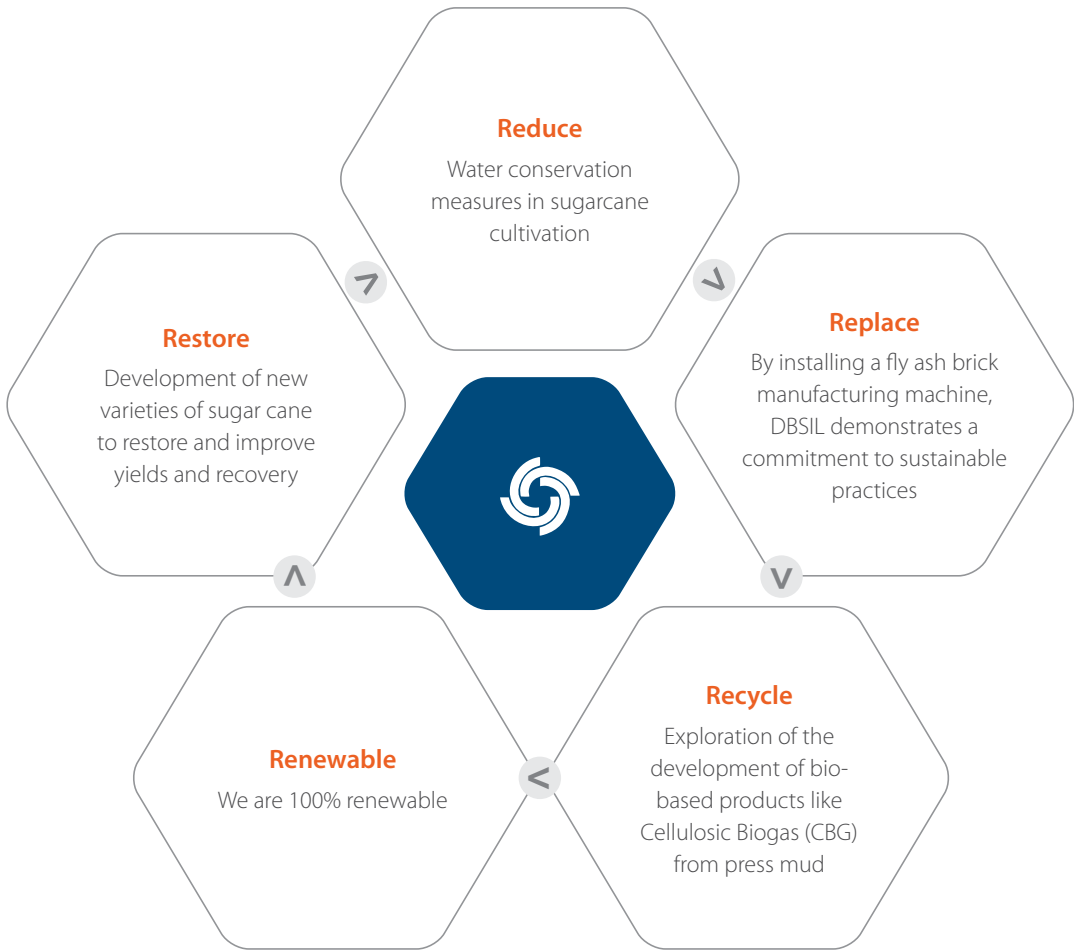 Reduce
Water conservation
measures in sugarcane
cultivation
Replace
By installing a fly ash brick
manufacturing machine,
DBSIL demonstrates a
commitment to sustainable
practices
Recycle
Exploration of the
development of bio-
based products like
Cellulosic Biogas (CBG)
from press mud
Renewable
We are 100% renewable
Restore
Development of new
varieties of sugar cane
to restore and improve
yields and recovery